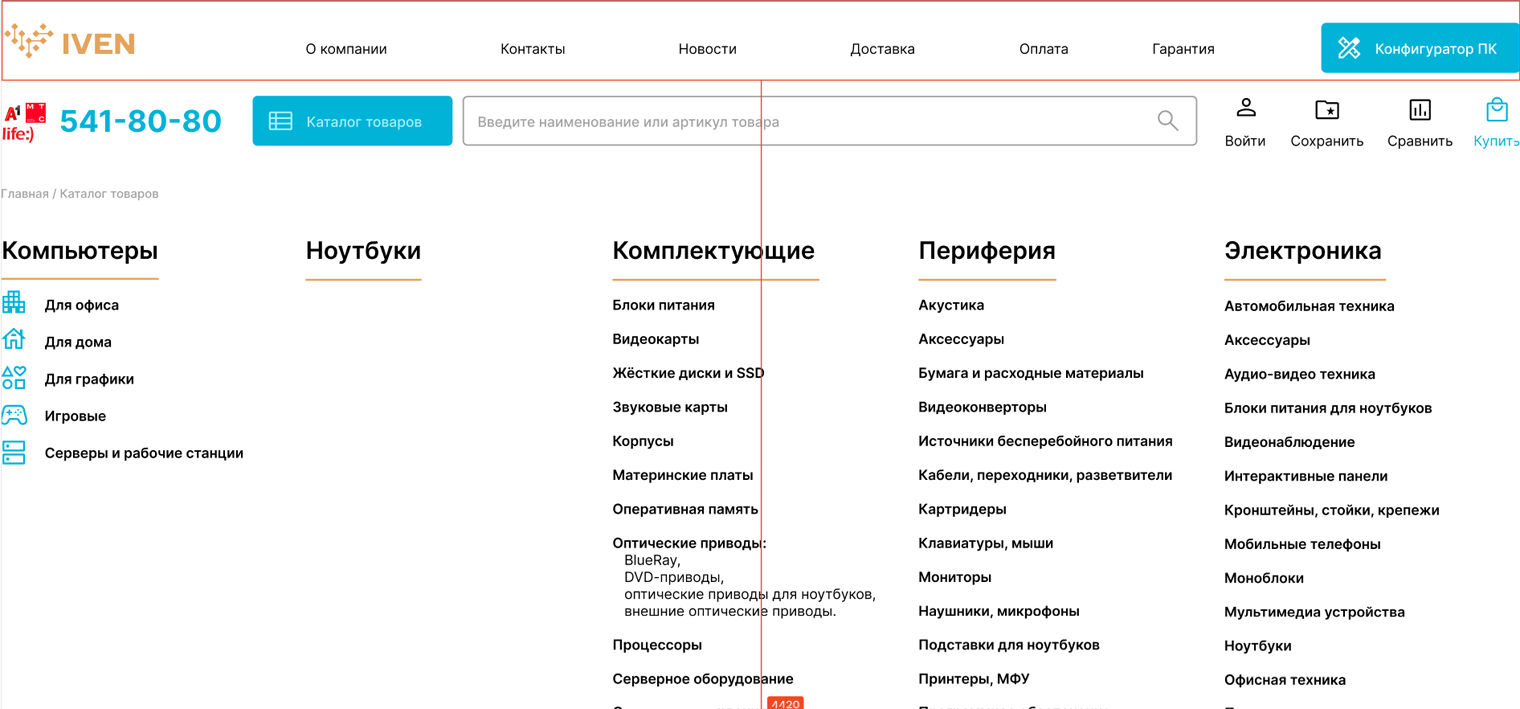 IVEN
О компании
Контакты
Новости
Доставка
Оплата
Гарантия
Конфигуратор ПК
A1
МТС
life:)
541-80-80
Каталог товаров
Введите наименование или артикул товара
Войти
Сохранить
Сравнить
Купить
Главная / Каталог товаров
Компьютеры
Для офиса
Для дома
Для графики
Игровые
Серверы и рабочие станции
Ноутбуки
Комплектующие
Блоки питания
Видеокарты
Жёсткие диски и SSD
Звуковые карты
Корпусы
Материнские платы
Оперативная память
Оптические приводы:
BlueRay,
DVD-приводы,
оптические приводы для ноутбуков,
внешние оптические приводы.
Процессоры
Серверное оборудование
Периферия
Акустика
Аксессуары
Бумага и расходные материалы
Видеоконверторы
Источники бесперебойного питания
Кабели, переходники, разветвители
Картридеры
Клавиатуры, мыши
Мониторы
Наушники, микрофоны
Подставки для ноутбуков
Принтеры, МФУ
Электроника
Автомобильная техника
Аксессуары
Аудио-видео техника
Блоки питания для ноутбуков
Видеонаблюдение
Интерактивные панели
Кронштейны, стойки, крепежи
Мобильные телефоны
Моноблоки
Мультимедиа устройства
Ноутбуки
Офисная техника
4420